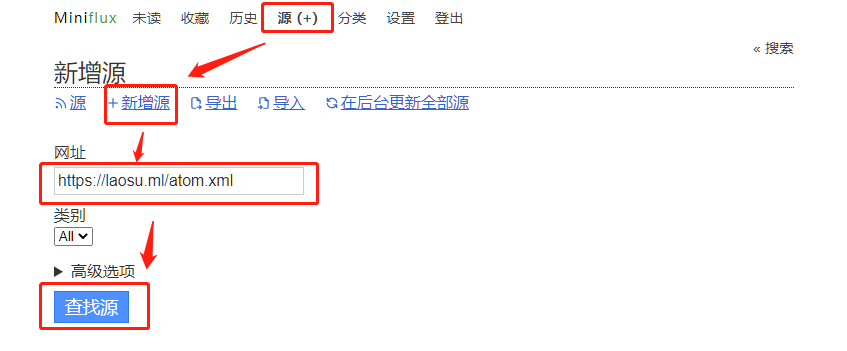 Miniflux 未读 收藏 历史 源 (+) 分类 设置 登出
« 搜索
新增源
源 +新增源 导出 导入 在后台更新全部源
网址
https://laosu.ml/atom.xml
类别
All
▶ 高级选项
查找源